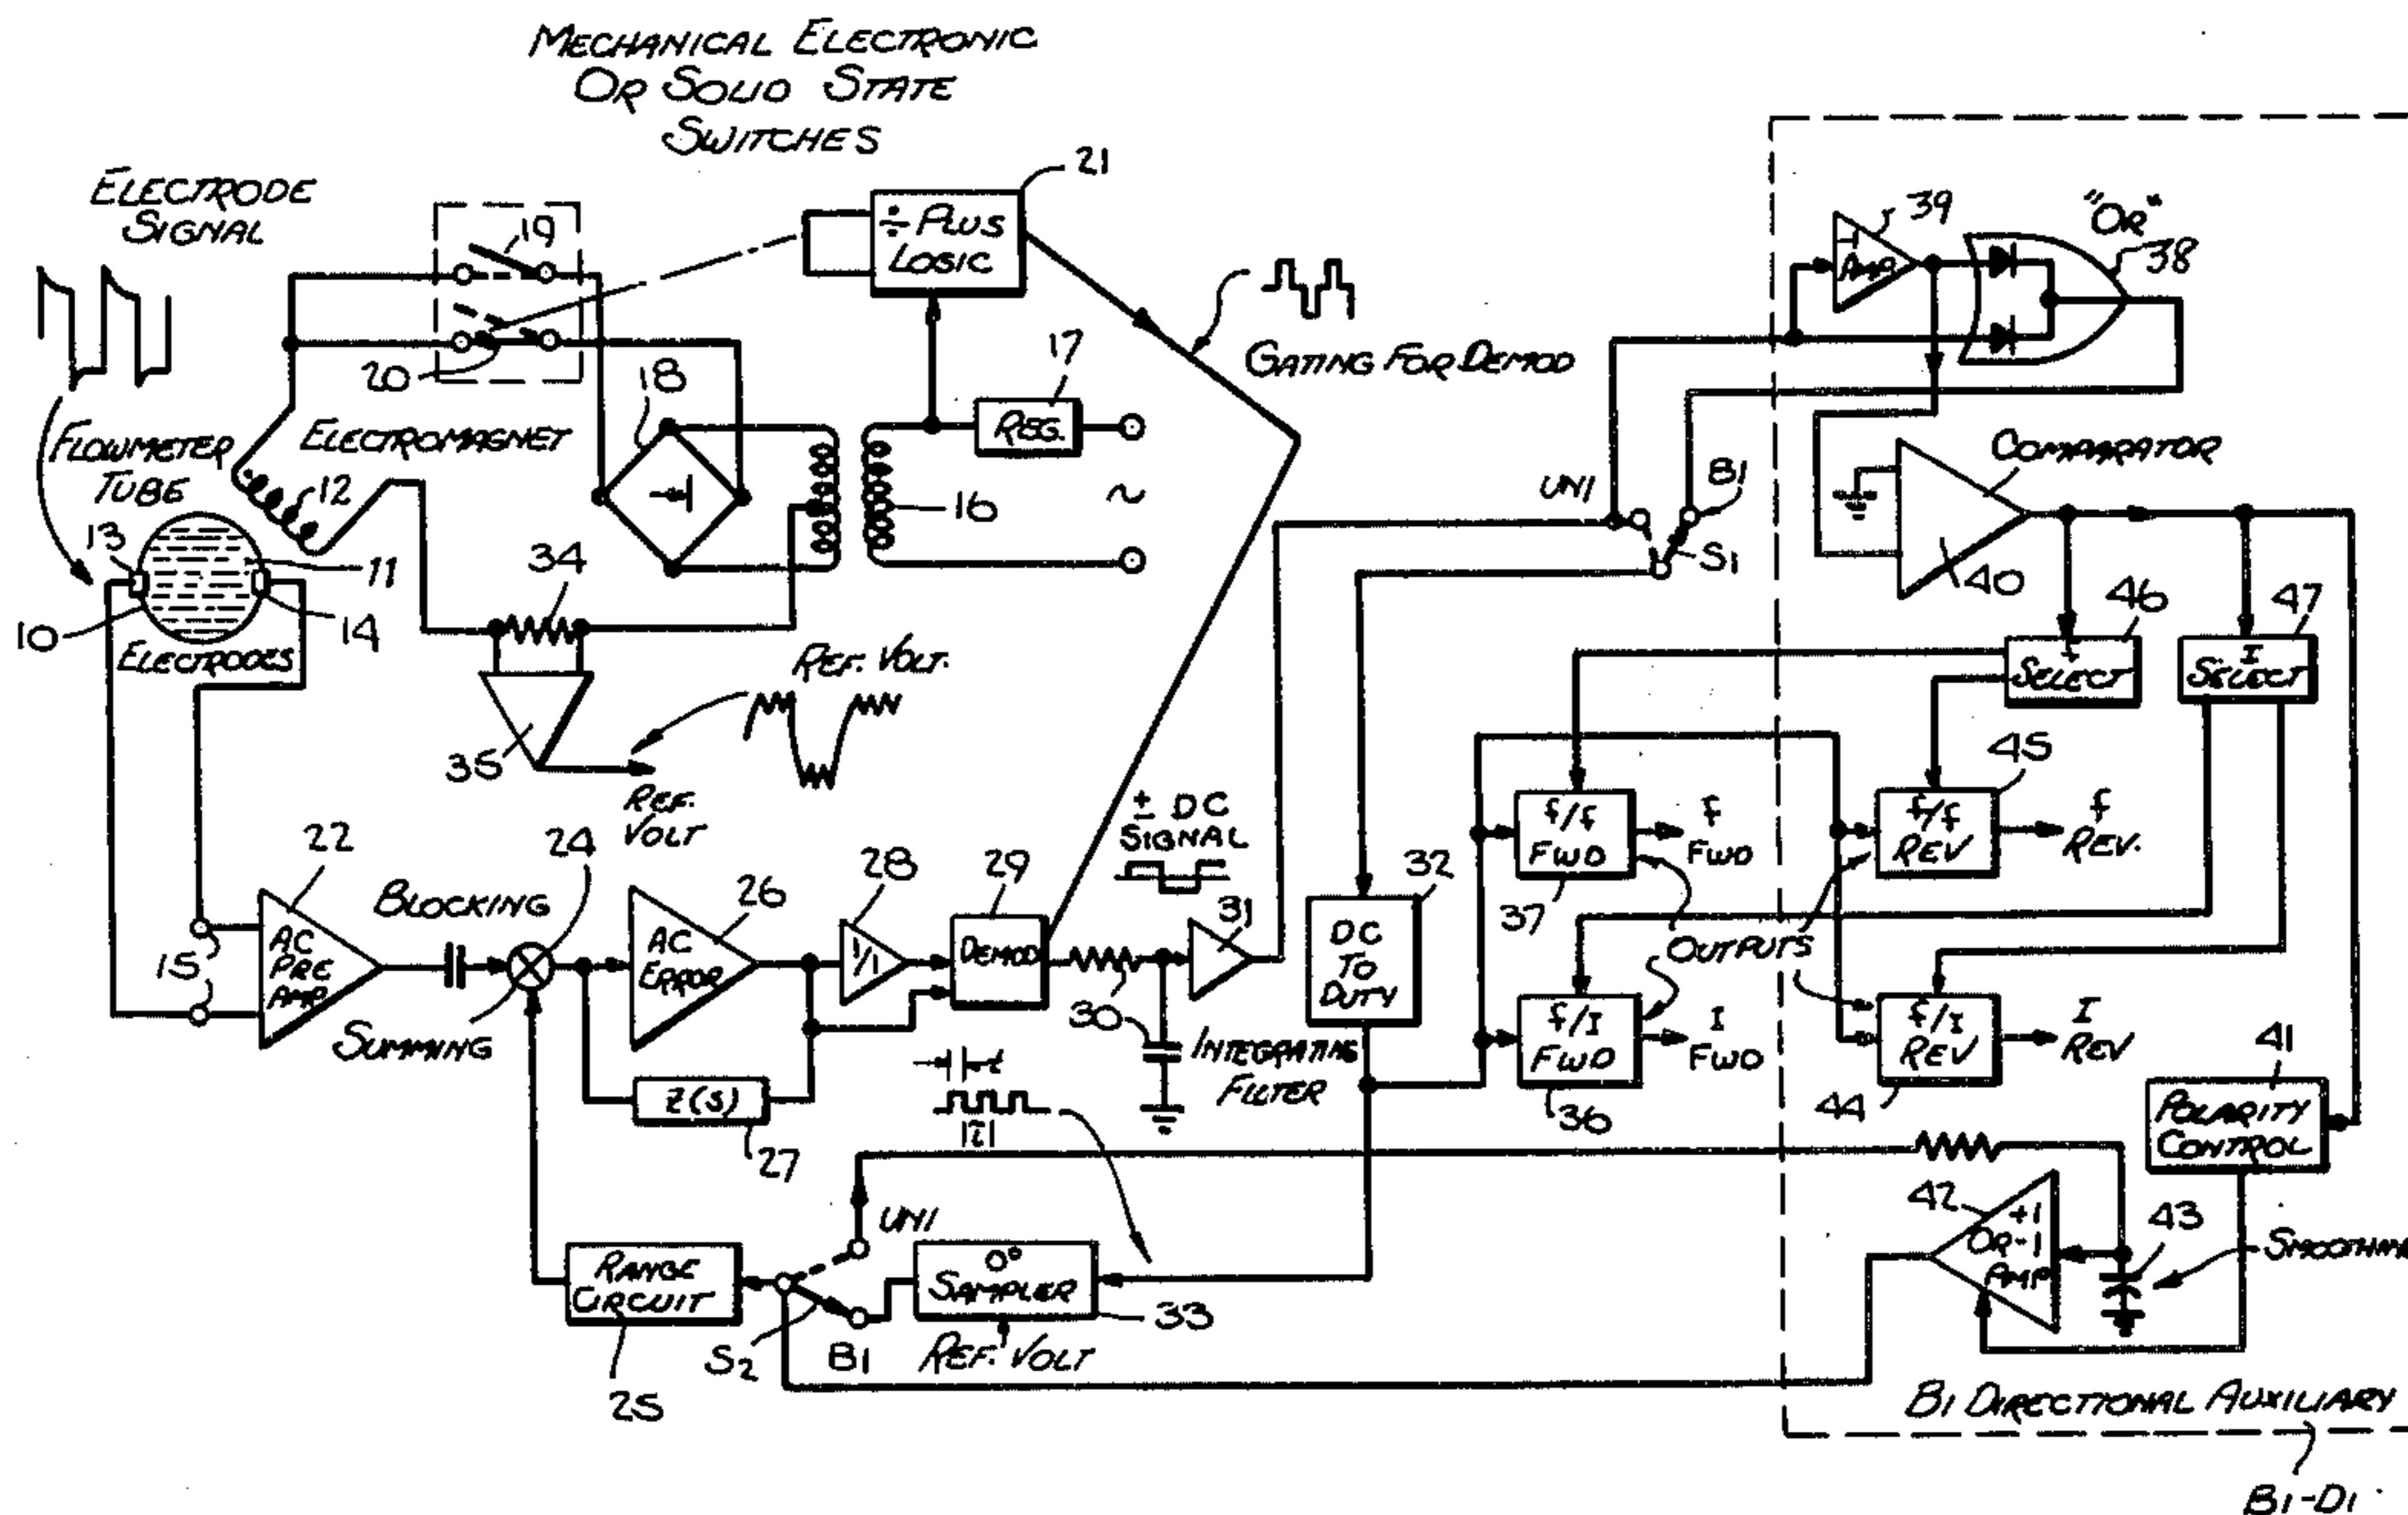 MECHANICAL ELECTRONIC
OR SOLID STATE
SWITCHES
ELECTRODE
SIGNAL
19
20
21
÷ PLUS
LOGIC
39
"OR"
38
AMP
GATING FOR DEMOD
17
REG.
18
16
~
ELECTROMAGNET
FLOWMETER
TUBE
12
13
11
10
14
ELECTRODES
34
35
REF. VOLT.
REF.
VOLT
UNI
BI
S1
COMPARATOR
40
46
47
f
SELECT
I
SELECT
45
22
AC
PRE
AMP
15
BLOCKING
24
SUMMING
26
AC
ERROR
28
1/1
29
DEMOD
± DC
SIGNAL
31
30
INTEGRATING
FILTER
32
DC
TO
DUTY
f/f
FWD
37
f
FWD
f/f
REV
f
REV.
OUTPUTS
f/I
FWD
36
I
FWD
f/I
REV
44
I
REV
41
POLARITY
CONTROL
Z(S)
27
t
|τ|
UNI
RANGE
CIRCUIT
25
S2
BI
0°
SAMPLER
33
REF. VOLT
42
+1
OR-1
AMP
43
BI DIRECTIONAL AUXILIARY
BI-DI